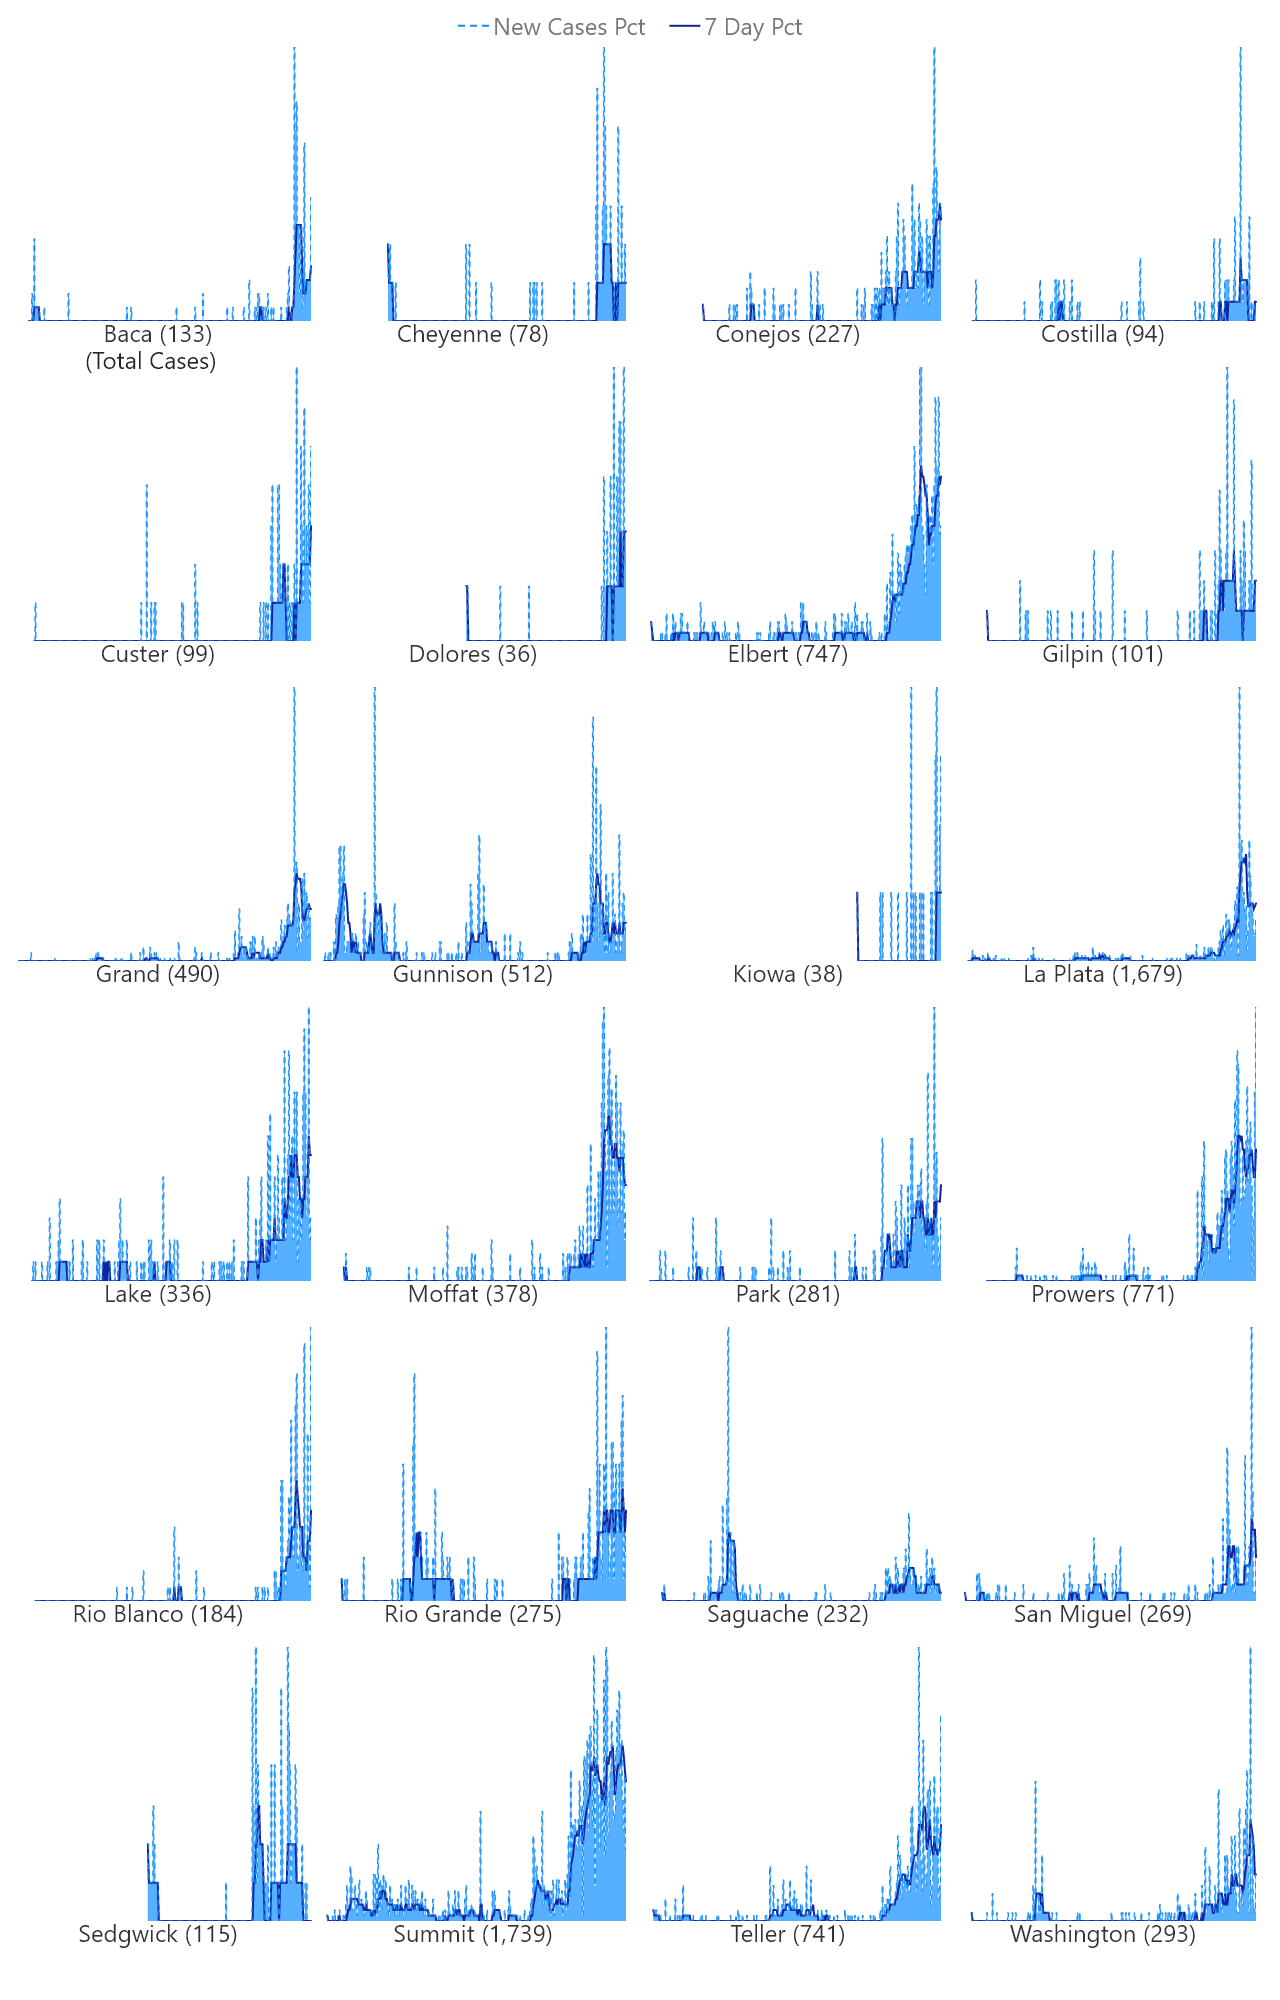 New Cases Pct 7 Day Pct
Baca (133) Cheyenne (78) Conejos (227) Costilla (94)
(Total Cases)
Custer (99) Dolores (36) Elbert (747) Gilpin (101)
Grand (490) Gunnison (512) Kiowa (38) La Plata (1,679)
Lake (336) Moffat (378) Park (281) Prowers (771)
Rio Blanco (184) Rio Grande (275) Saguache (232) San Miguel (269)
Sedgwick (115) Summit (1,739) Teller (741) Washington (293)